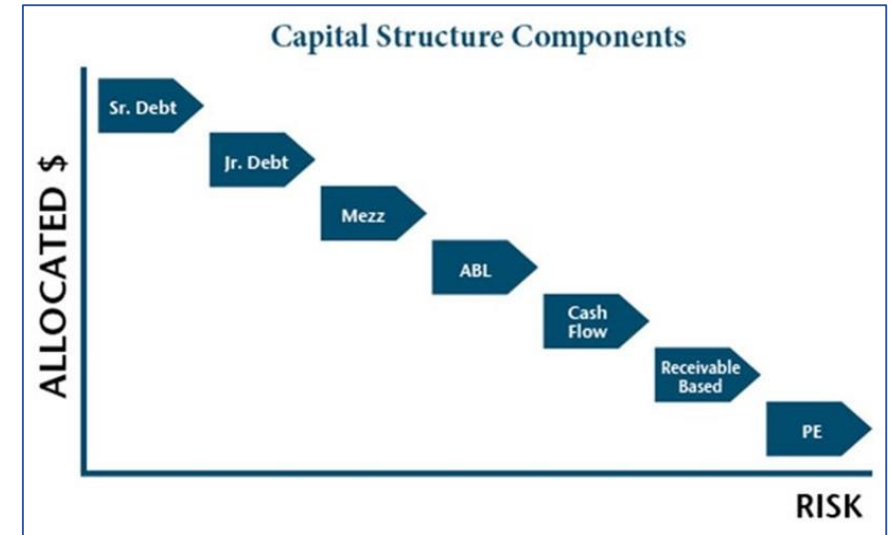 Capital Structure Components
ALLOCATED $
Sr. Debt
Jr. Debt
Mezz
ABL
Cash
Flow
Receivable
Based
PE
RISK